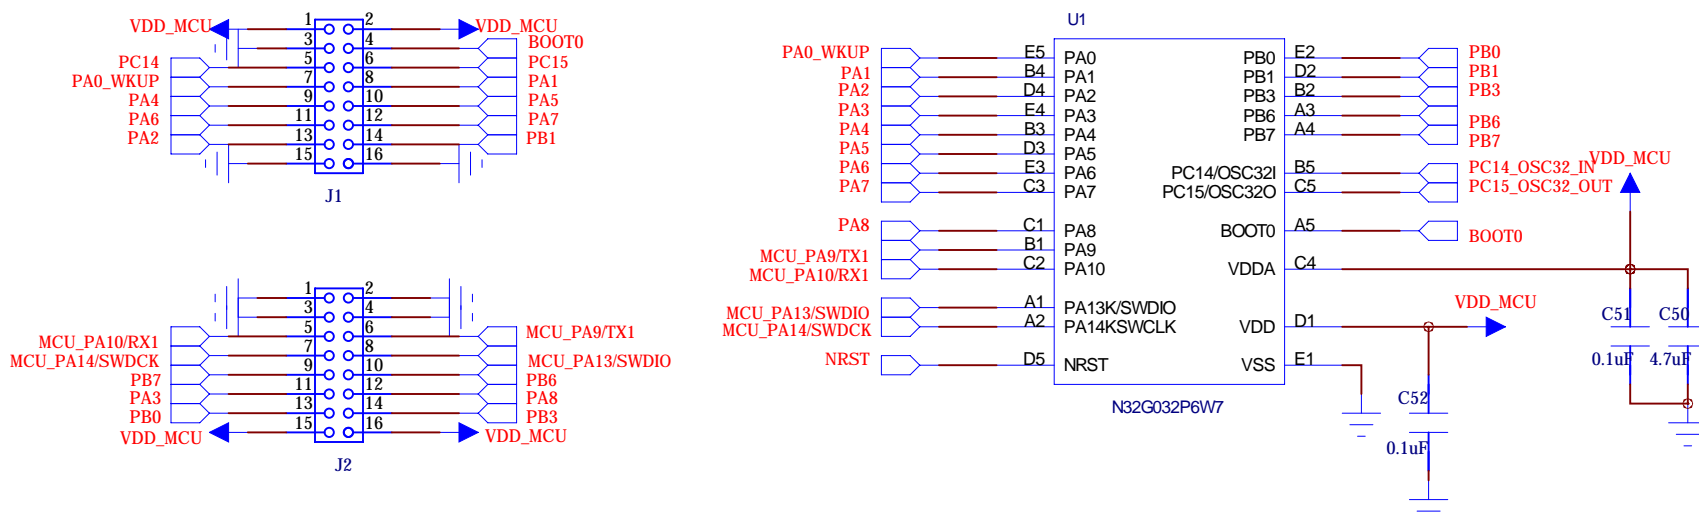 VDD_MCU 1 2 VDD_MCU
3 4 BOOT0
PC14 5 6 PC15
PA0_WKUP 7 8 PA1
PA4 9 10 PA5
PA6 11 12 PA7
PA2 13 14 PB1
15 16
J1
1 2
3 4
MCU_PA10/RX1 5 6 MCU_PA9/TX1
MCU_PA14/SWDCK 7 8 MCU_PA13/SWDIO
PB7 9 10 PB6
PA3 11 12 PA8
PB0 13 14 PB3
VDD_MCU 15 16 VDD_MCU
J2
U1
PA0_WKUP E5 PA0 PB0 E2 PB0
PA1 B4 PA1 PB1 D2 PB1
PA2 D4 PA2 PB3 B2 PB3
PA3 E4 PA3 PB6 A3 PB6
PA4 B3 PA4 PB7 A4 PB7
PA5 D3 PA5
PA6 E3 PA6 PC14/OSC32I B5 PC14_OSC32_IN
PA7 C3 PA7 PC15/OSC32O C5 PC15_OSC32_OUT
PA8 C1 PA8 BOOT0 A5 BOOT0
MCU_PA9/TX1 B1 PA9
MCU_PA10/RX1 C2 PA10 VDDA C4
MCU_PA13/SWDIO A1 PA13K/SWDIO
MCU_PA14/SWDCK A2 PA14KSWCLK VDD D1 VDD_MCU
NRST D5 NRST VSS E1
N32G032P6W7
VDD_MCU
C51 C50
0.1uF 4.7uF
C52
0.1uF